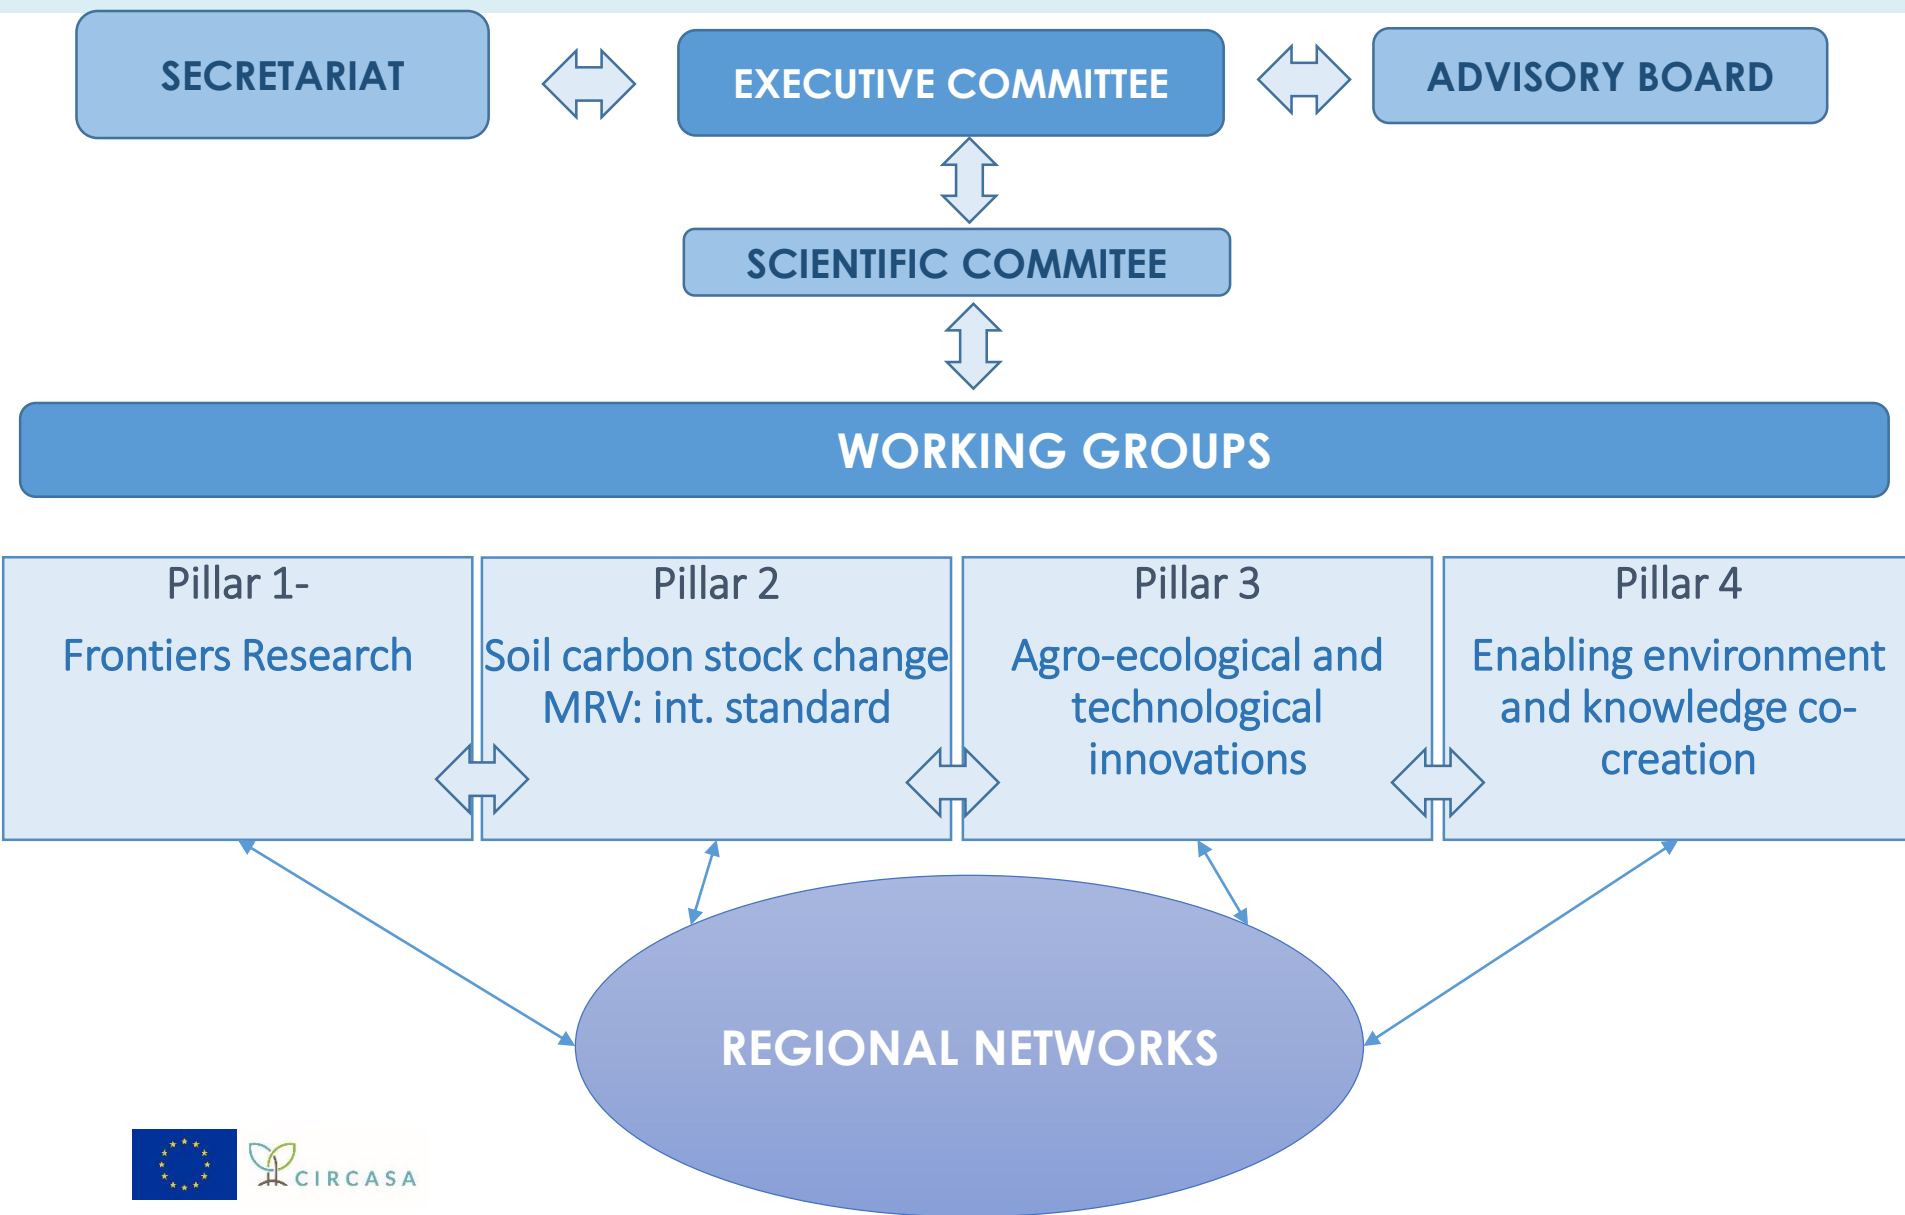 SECRETARIAT
EXECUTIVE COMMITTEE
ADVISORY BOARD
SCIENTIFIC COMMITEE
WORKING GROUPS
Pillar 1-
Frontiers Research
Pillar 2
Soil carbon stock change
MRV: int. standard
Pillar 3
Agro-ecological and
technological
innovations
Pillar 4
Enabling environment
and knowledge co-
creation
REGIONAL NETWORKS
CIRCASA